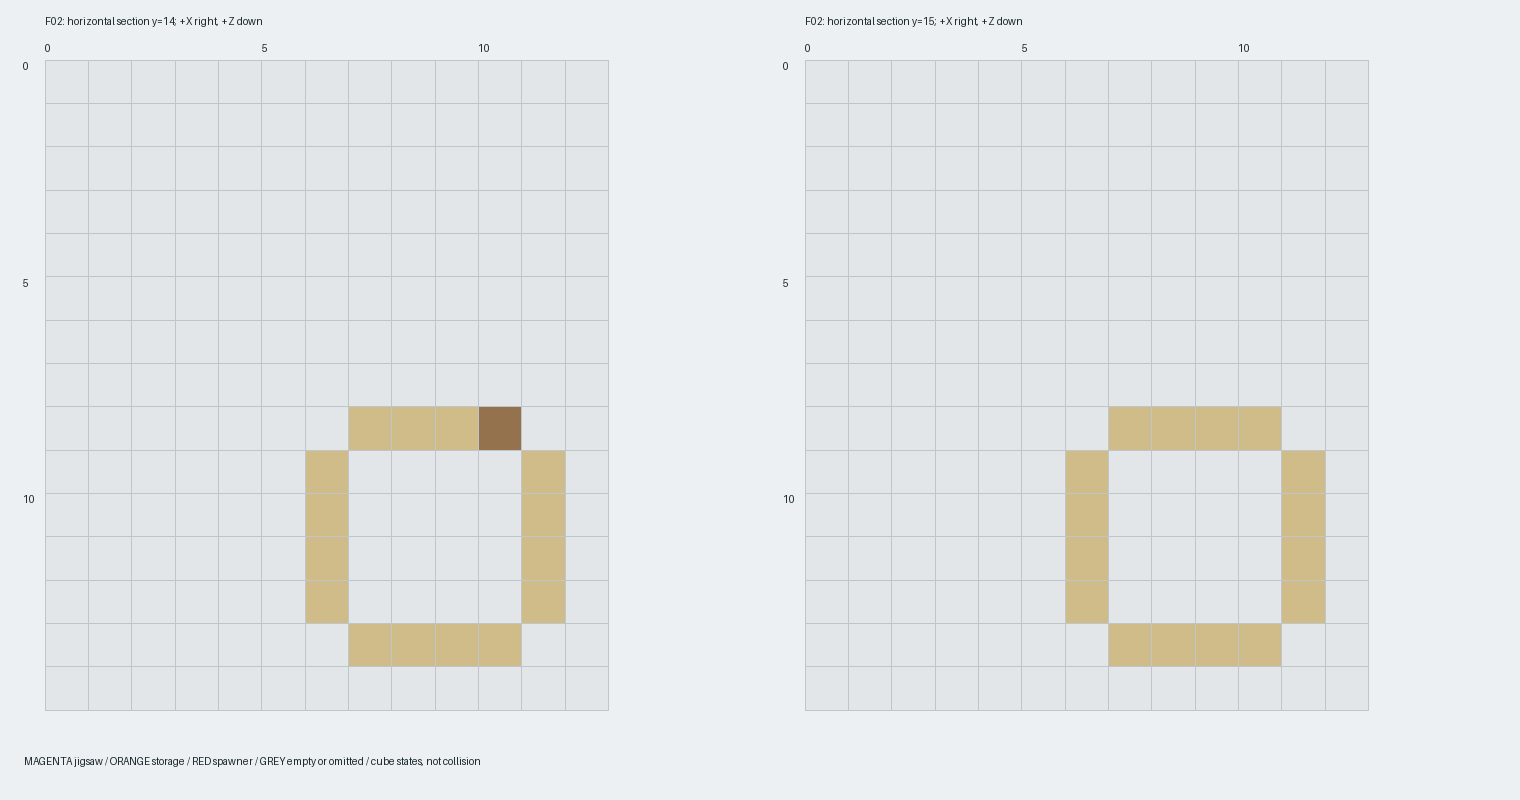 F02: horizontal section y=14; +X right, +Z down
F02: horizontal section y=15; +X right, +Z down
0 5 10
0 5 10
0
0
5
5
10
10
MAGENTA jigsaw / ORANGE storage / RED spawner / GREY empty or omitted / cube states, not collision